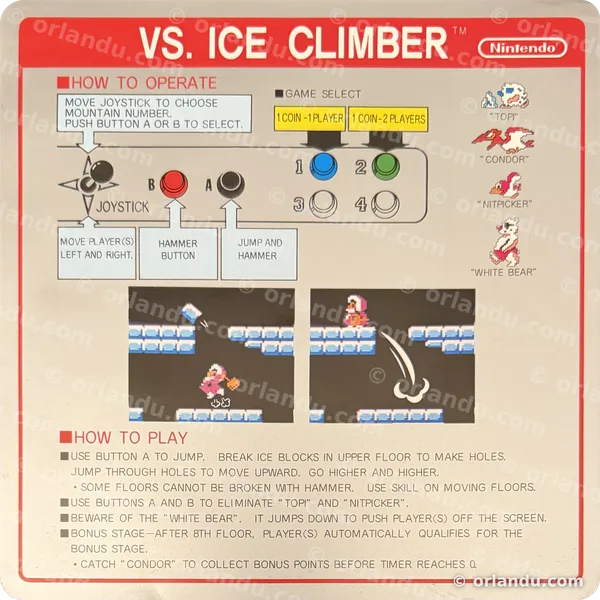 VS. ICE CLIMBER™
Nintendo®
■HOW TO OPERATE
MOVE JOYSTICK TO CHOOSE
MOUNTAIN NUMBER.
PUSH BUTTON A OR B TO SELECT.
■GAME SELECT
1 COIN-1 PLAYER
1 COIN-2 PLAYERS
"TOPI"
"CONDOR"
"NITPICKER"
"WHITE BEAR"
1
2
B
A
3
4
JOYSTICK
MOVE PLAYER(S)
LEFT AND RIGHT.
HAMMER
BUTTON
JUMP AND
HAMMER
■HOW TO PLAY
■USE BUTTON A TO JUMP. BREAK ICE BLOCKS IN UPPER FLOOR TO MAKE HOLES.
JUMP THROUGH HOLES TO MOVE UPWARD. GO HIGHER AND HIGHER.
・SOME FLOORS CANNOT BE BROKEN WITH HAMMER. USE SKILL ON MOVING FLOORS.
■USE BUTTONS A AND B TO ELIMINATE "TOPI" AND "NITPICKER".
■BEWARE OF THE "WHITE BEAR". IT JUMPS DOWN TO PUSH PLAYER(S) OFF THE SCREEN.
■BONUS STAGE—AFTER 8TH FLOOR, PLAYER(S) AUTOMATICALLY QUALIFIES FOR THE
BONUS STAGE.
・CATCH "CONDOR" TO COLLECT BONUS POINTS BEFORE TIMER REACHES 0.
© orlandu.com